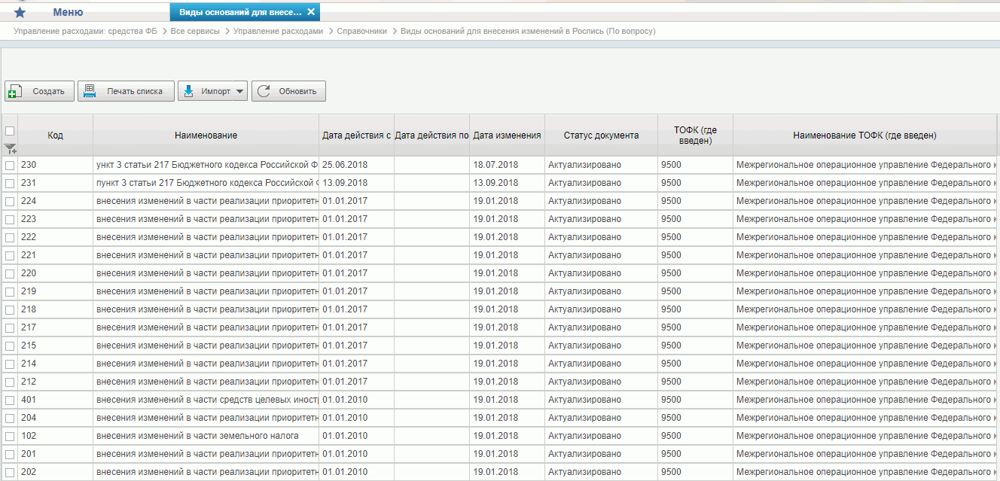 Меню Виды оснований для внесе...
Управление расходами: средства ФБ > Все сервисы > Управление расходами > Справочники > Виды оснований для внесения изменений в Роспись (По вопросу)
Создать Печать списка Импорт Обновить
Код Наименование Дата действия с Дата действия по Дата изменения Статус документа ТОФК (где введен) Наименование ТОФК (где введен)
230 ункт 3 статьи 217 Бюджетного кодекса Российской Ф 25.06.2018 18.07.2018 Актуализировано 9500 Межрегиональное операционное управление Федерального к
231 пункт 3 статьи 217 Бюджетного кодекса Российской 13.09.2018 13.09.2018 Актуализировано 9500 Межрегиональное операционное управление Федерального к
224 внесения изменений в части реализации приоритетн 01.01.2017 19.01.2018 Актуализировано 9500 Межрегиональное операционное управление Федерального к
223 внесения изменений в части реализации приоритетн 01.01.2017 19.01.2018 Актуализировано 9500 Межрегиональное операционное управление Федерального к
222 внесения изменений в части реализации приоритетн 01.01.2017 19.01.2018 Актуализировано 9500 Межрегиональное операционное управление Федерального к
221 внесения изменений в части реализации приоритетн 01.01.2017 19.01.2018 Актуализировано 9500 Межрегиональное операционное управление Федерального к
220 внесения изменений в части реализации приоритетн 01.01.2017 19.01.2018 Актуализировано 9500 Межрегиональное операционное управление Федерального к
219 внесения изменений в части реализации приоритетн 01.01.2017 19.01.2018 Актуализировано 9500 Межрегиональное операционное управление Федерального к
218 внесения изменений в части реализации приоритетн 01.01.2017 19.01.2018 Актуализировано 9500 Межрегиональное операционное управление Федерального к
217 внесения изменений в части реализации приоритетн 01.01.2017 19.01.2018 Актуализировано 9500 Межрегиональное операционное управление Федерального к
215 внесения изменений в части реализации приоритетн 01.01.2017 19.01.2018 Актуализировано 9500 Межрегиональное операционное управление Федерального к
214 внесения изменений в части реализации приоритетн 01.01.2017 19.01.2018 Актуализировано 9500 Межрегиональное операционное управление Федерального к
212 внесения изменений в части реализации приоритетн 01.01.2017 19.01.2018 Актуализировано 9500 Межрегиональное операционное управление Федерального к
401 внесения изменений в части средств целевых иностр 01.01.2010 19.01.2018 Актуализировано 9500 Межрегиональное операционное управление Федерального к
204 внесения изменений в части реализации приоритетн 01.01.2010 19.01.2018 Актуализировано 9500 Межрегиональное операционное управление Федерального к
102 внесения изменений в части земельного налога 01.01.2010 19.01.2018 Актуализировано 9500 Межрегиональное операционное управление Федерального к
201 внесения изменений в части реализации приоритетн 01.01.2010 19.01.2018 Актуализировано 9500 Межрегиональное операционное управление Федерального к
202 внесения изменений в части реализации приоритетн 01.01.2010 19.01.2018 Актуализировано 9500 Межрегиональное операционное управление Федерального к